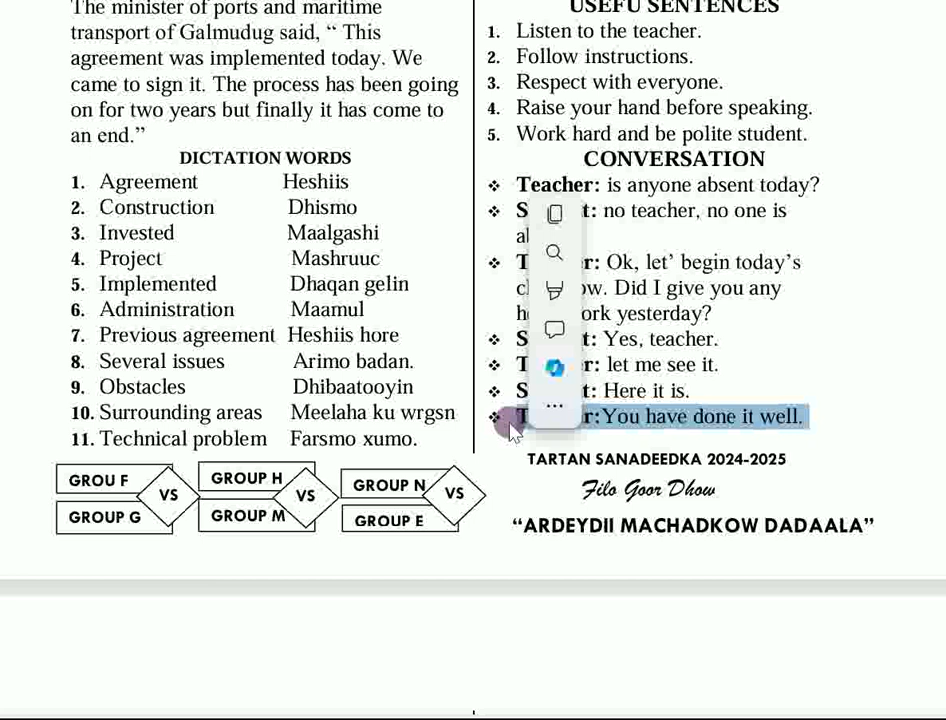 The minister of ports and maritime
transport of Galmudug said, “ This
agreement was implemented today. We
came to sign it. The process has been going
on for two years but finally it has come to
an end.”
DICTATION WORDS
1. Agreement Heshiis
2. Construction Dhismo
3. Invested Maalgashi
4. Project Mashruuc
5. Implemented Dhaqan gelin
6. Administration Maamul
7. Previous agreement Heshiis hore
8. Several issues Arimo badan.
9. Obstacles Dhibaatooyin
10. Surrounding areas Meelaha ku wrgsn
11. Technical problem Farsmo xumo.
GROU F
VS
GROUP G
GROUP H
VS
GROUP M
GROUP N
VS
GROUP E
USEFU SENTENCES
1. Listen to the teacher.
2. Follow instructions.
3. Respect with everyone.
4. Raise your hand before speaking.
5. Work hard and be polite student.
CONVERSATION
❖ Teacher: is anyone absent today?
❖ no teacher, no one is
❖ Ok, let’ begin today’s
Did I give you any
yesterday?
❖ Yes, teacher.
❖ let me see it.
❖ Here it is.
❖ You have done it well.
TARTAN SANADEEDKA 2024-2025
Filo Goor Dhow
“ARDEYDII MACHADKOW DADAALA”